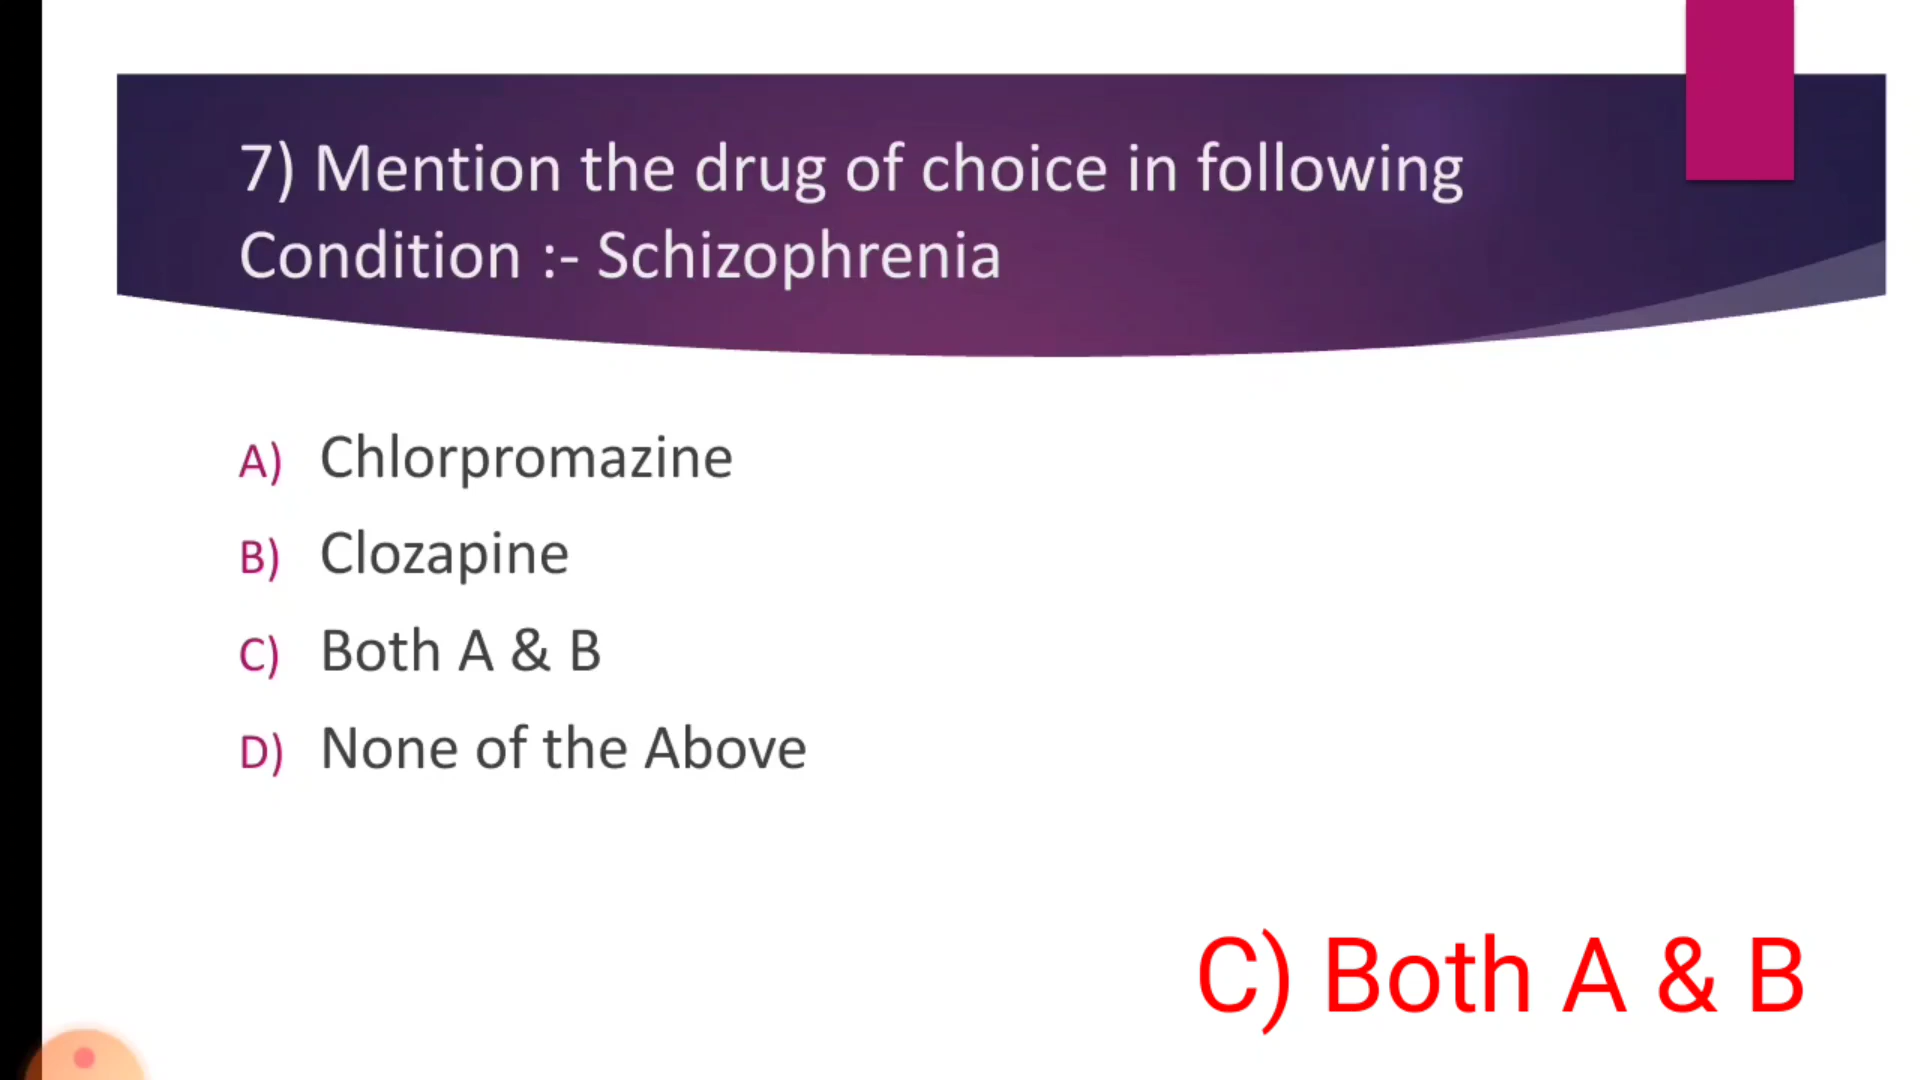 7) Mention the drug of choice in following
Condition :- Schizophrenia
A) Chlorpromazine
B) Clozapine
C) Both A & B
D) None of the Above
C) Both A & B